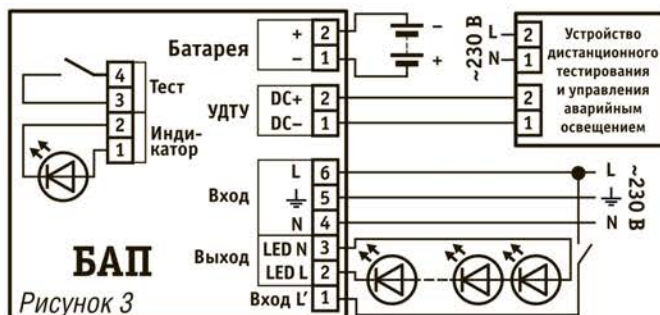 Батарея + 2
– 1
4 Тест
3
2 Инди-
1 катор
УДТУ DC+ 2
DC– 1
Вход L 6
5
N 4
Выход LED N 3
LED L 2
Вход L' 1
БАП
Рисунок 3
–
+
~230 В
L 2
N 1
2
1
Устройство
дистанционного
тестирования
и управления
аварийным
освещением
L
N
~230 В